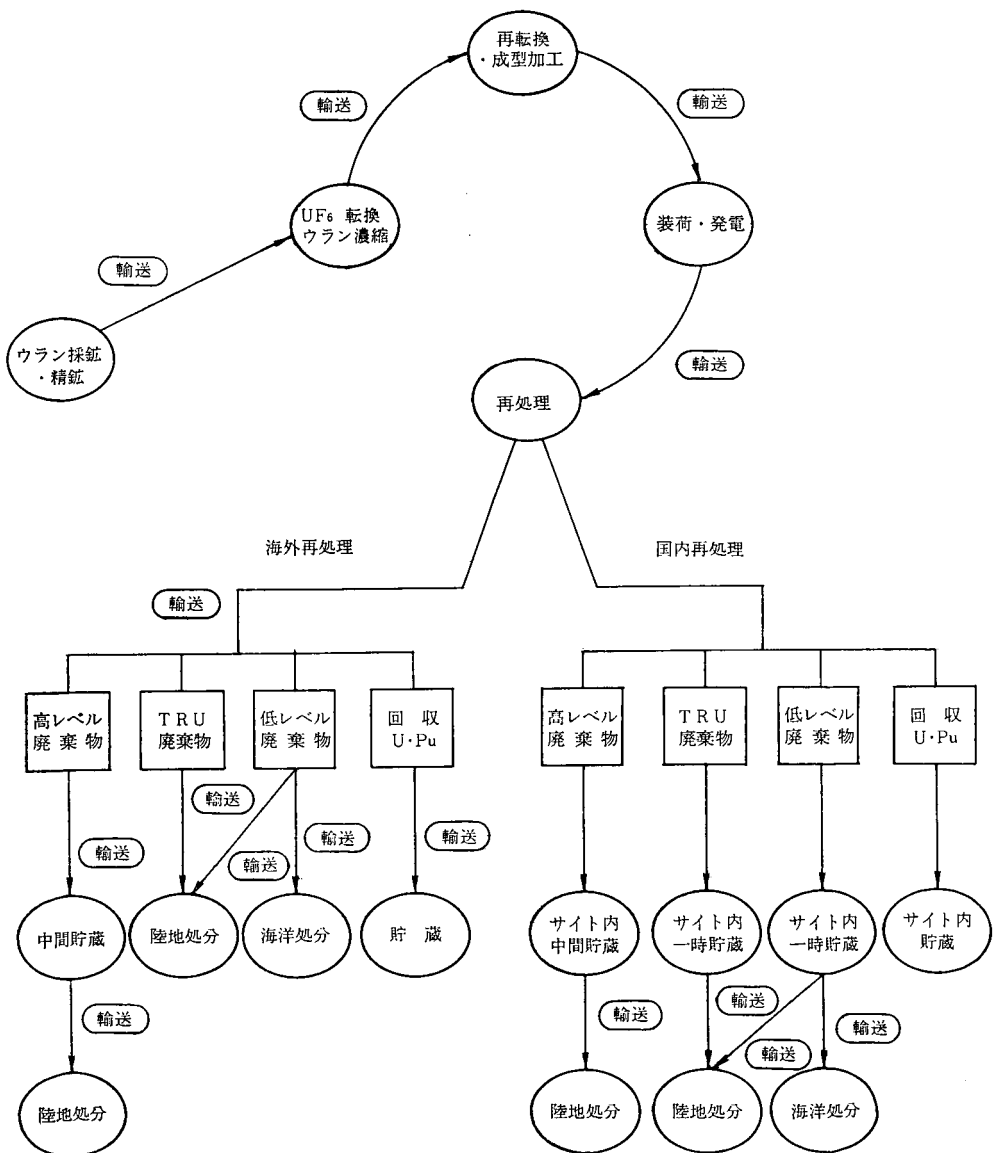 再転換
・成型加工
輸送
輸送
UF₆ 転換
ウラン濃縮
装荷・発電
輸送
ウラン採鉱
・精鉱
輸送
再処理
海外再処理
国内再処理
輸送
高レベル
廃棄物
TRU
廃棄物
低レベル
廃棄物
回収
U・Pu
高レベル
廃棄物
TRU
廃棄物
低レベル
廃棄物
回収
U・Pu
輸送
輸送
輸送
輸送
輸送
中間貯蔵
陸地処分
海洋処分
貯蔵
サイト内
中間貯蔵
サイト内
一時貯蔵
サイト内
一時貯蔵
サイト内
貯蔵
輸送
輸送
輸送
輸送
輸送
陸地処分
陸地処分
陸地処分
海洋処分